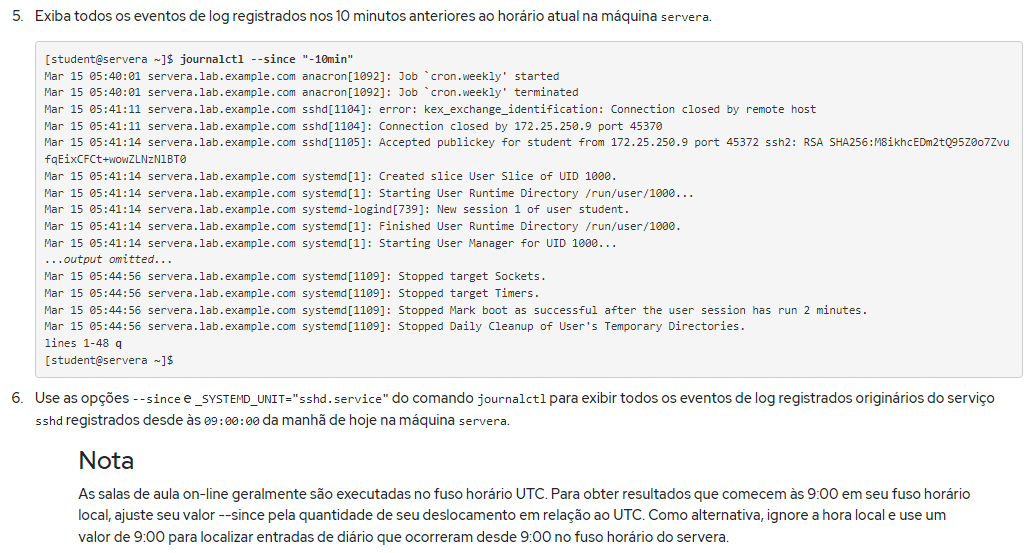 5. Exiba todos os eventos de log registrados nos 10 minutos anteriores ao horário atual na máquina servera.
[student@servera ~]$ journalctl --since "-10min"
Mar 15 05:40:01 servera.lab.example.com anacron[1092]: Job `cron.weekly' started
Mar 15 05:40:01 servera.lab.example.com anacron[1092]: Job `cron.weekly' terminated
Mar 15 05:41:11 servera.lab.example.com sshd[1104]: error: kex_exchange_identification: Connection closed by remote host
Mar 15 05:41:11 servera.lab.example.com sshd[1104]: Connection closed by 172.25.250.9 port 45370
Mar 15 05:41:14 servera.lab.example.com sshd[1105]: Accepted publickey for student from 172.25.250.9 port 45372 ssh2: RSA SHA256:M8ikhcEDm2tQ95Z0o7Zvu
fqEixCFCt+wowZLNzNlBT0
Mar 15 05:41:14 servera.lab.example.com systemd[1]: Created slice User Slice of UID 1000.
Mar 15 05:41:14 servera.lab.example.com systemd[1]: Starting User Runtime Directory /run/user/1000...
Mar 15 05:41:14 servera.lab.example.com systemd-logind[739]: New session 1 of user student.
Mar 15 05:41:14 servera.lab.example.com systemd[1]: Finished User Runtime Directory /run/user/1000.
Mar 15 05:41:14 servera.lab.example.com systemd[1]: Starting User Manager for UID 1000...
...output omitted...
Mar 15 05:44:56 servera.lab.example.com systemd[1109]: Stopped target Sockets.
Mar 15 05:44:56 servera.lab.example.com systemd[1109]: Stopped target Timers.
Mar 15 05:44:56 servera.lab.example.com systemd[1109]: Stopped Mark boot as successful after the user session has run 2 minutes.
Mar 15 05:44:56 servera.lab.example.com systemd[1109]: Stopped Daily Cleanup of User's Temporary Directories.
lines 1-48 q
[student@servera ~]$
6. Use as opções --since e _SYSTEMD_UNIT="sshd.service" do comando journalctl para exibir todos os eventos de log registrados originários do serviço
sshd registrados desde às 09:00:00 da manhã de hoje na máquina servera.
Nota
As salas de aula on-line geralmente são executadas no fuso horário UTC. Para obter resultados que comecem às 9:00 em seu fuso horário
local, ajuste seu valor --since pela quantidade de seu deslocamento em relação ao UTC. Como alternativa, ignore a hora local e use um
valor de 9:00 para localizar entradas de diário que ocorreram desde 9:00 no fuso horário do servera.